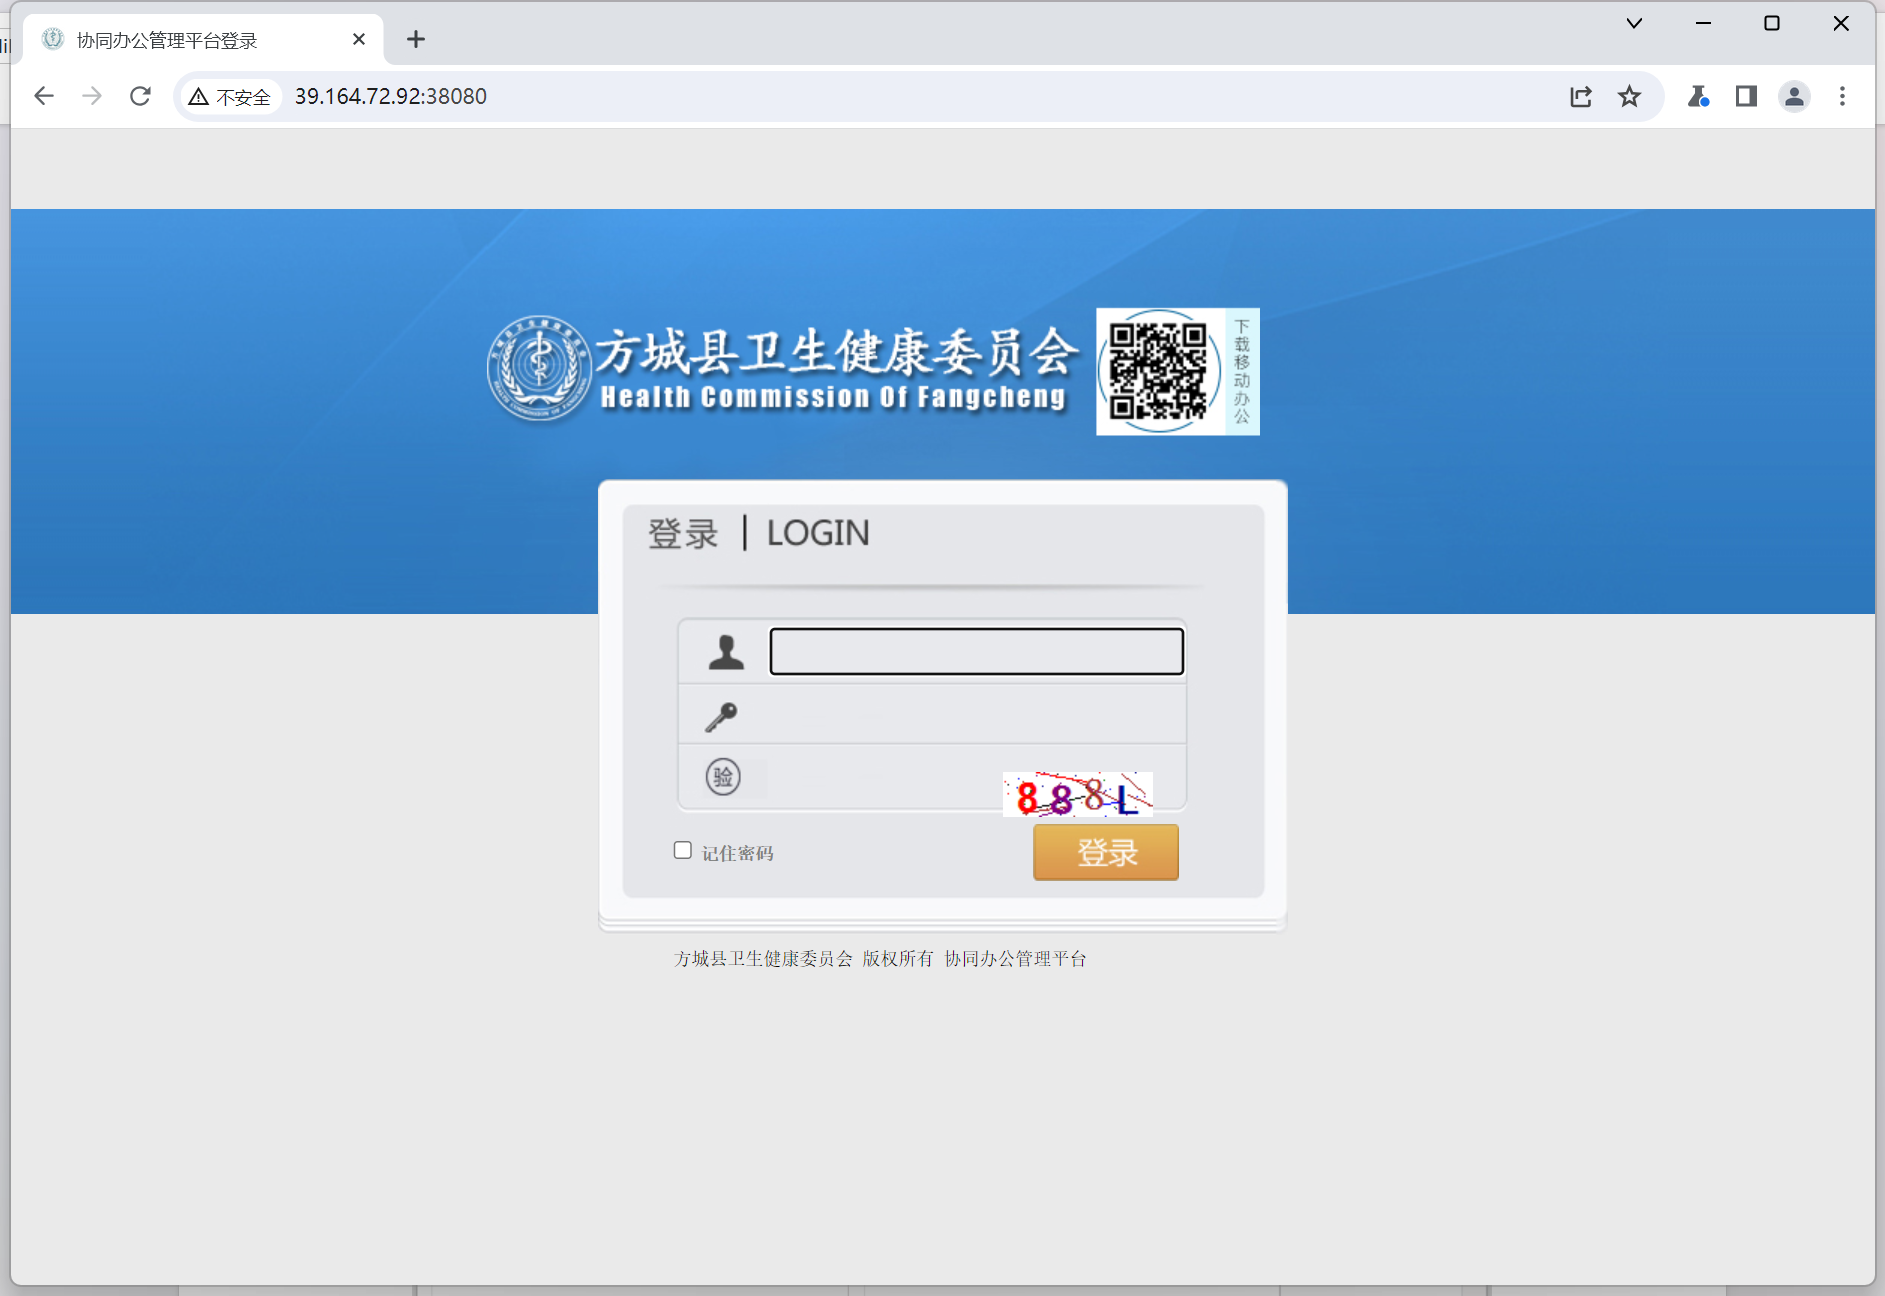 协同办公管理平台登录
不安全
39.164.72.92:38080
方城县卫生健康委员会
Health Commission Of Fangcheng
下载移动办公
登录 | LOGIN
验
888L
记住密码
登录
方城县卫生健康委员会 版权所有 协同办公管理平台